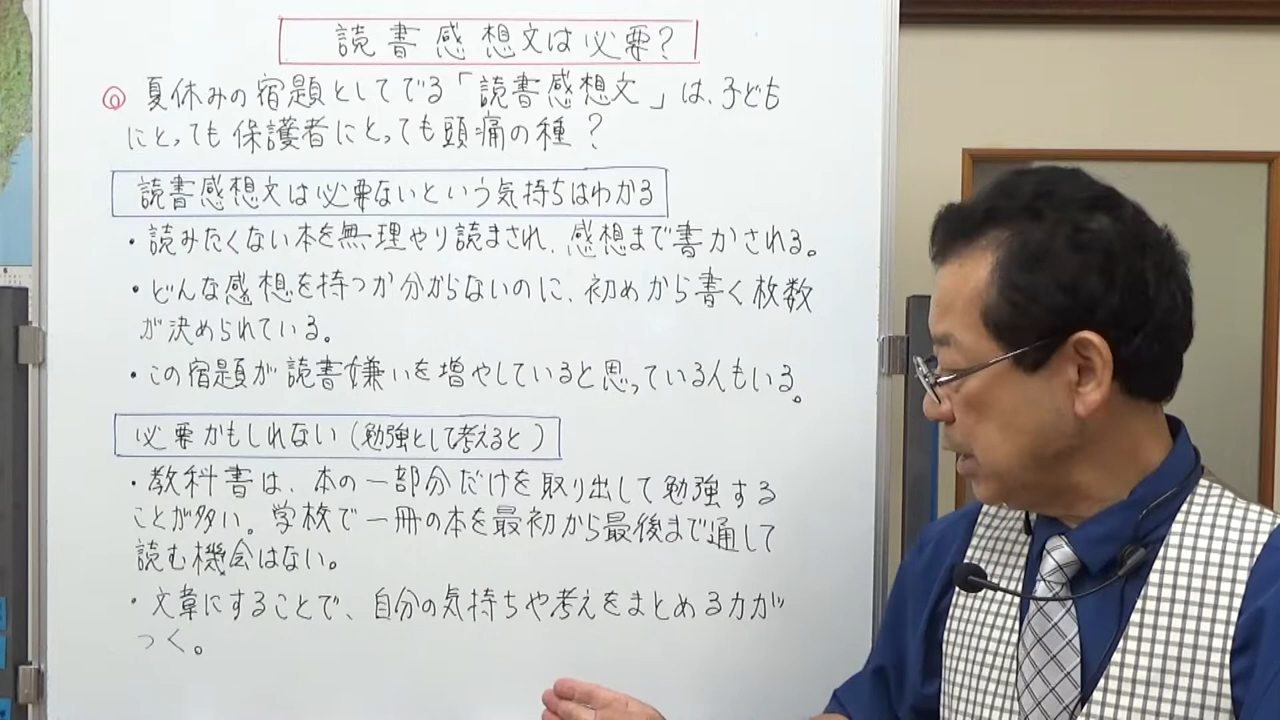 読書感想文は必要?
Q 夏休みの宿題としてでる「読書感想文」は、子ども
にとっても保護者にとっても頭痛の種?
読書感想文は必要ないという気持ちはわかる
・読みたくない本を無理やり読まされ、感想まで書かされる。
・どんな感想を持つか分からないのに、初めから書く枚数
が決められている。
・この宿題が読書嫌いを増やしていると思っている人もいる。
必要かもしれない(勉強として考えると)
・教科書は、本の一部分だけを取り出して勉強する
ことが多い。学校で一冊の本を最初から最後まで通して
読む機会はない。
・文章にすることで、自分の気持ちや考えをまとめる力が
つく。